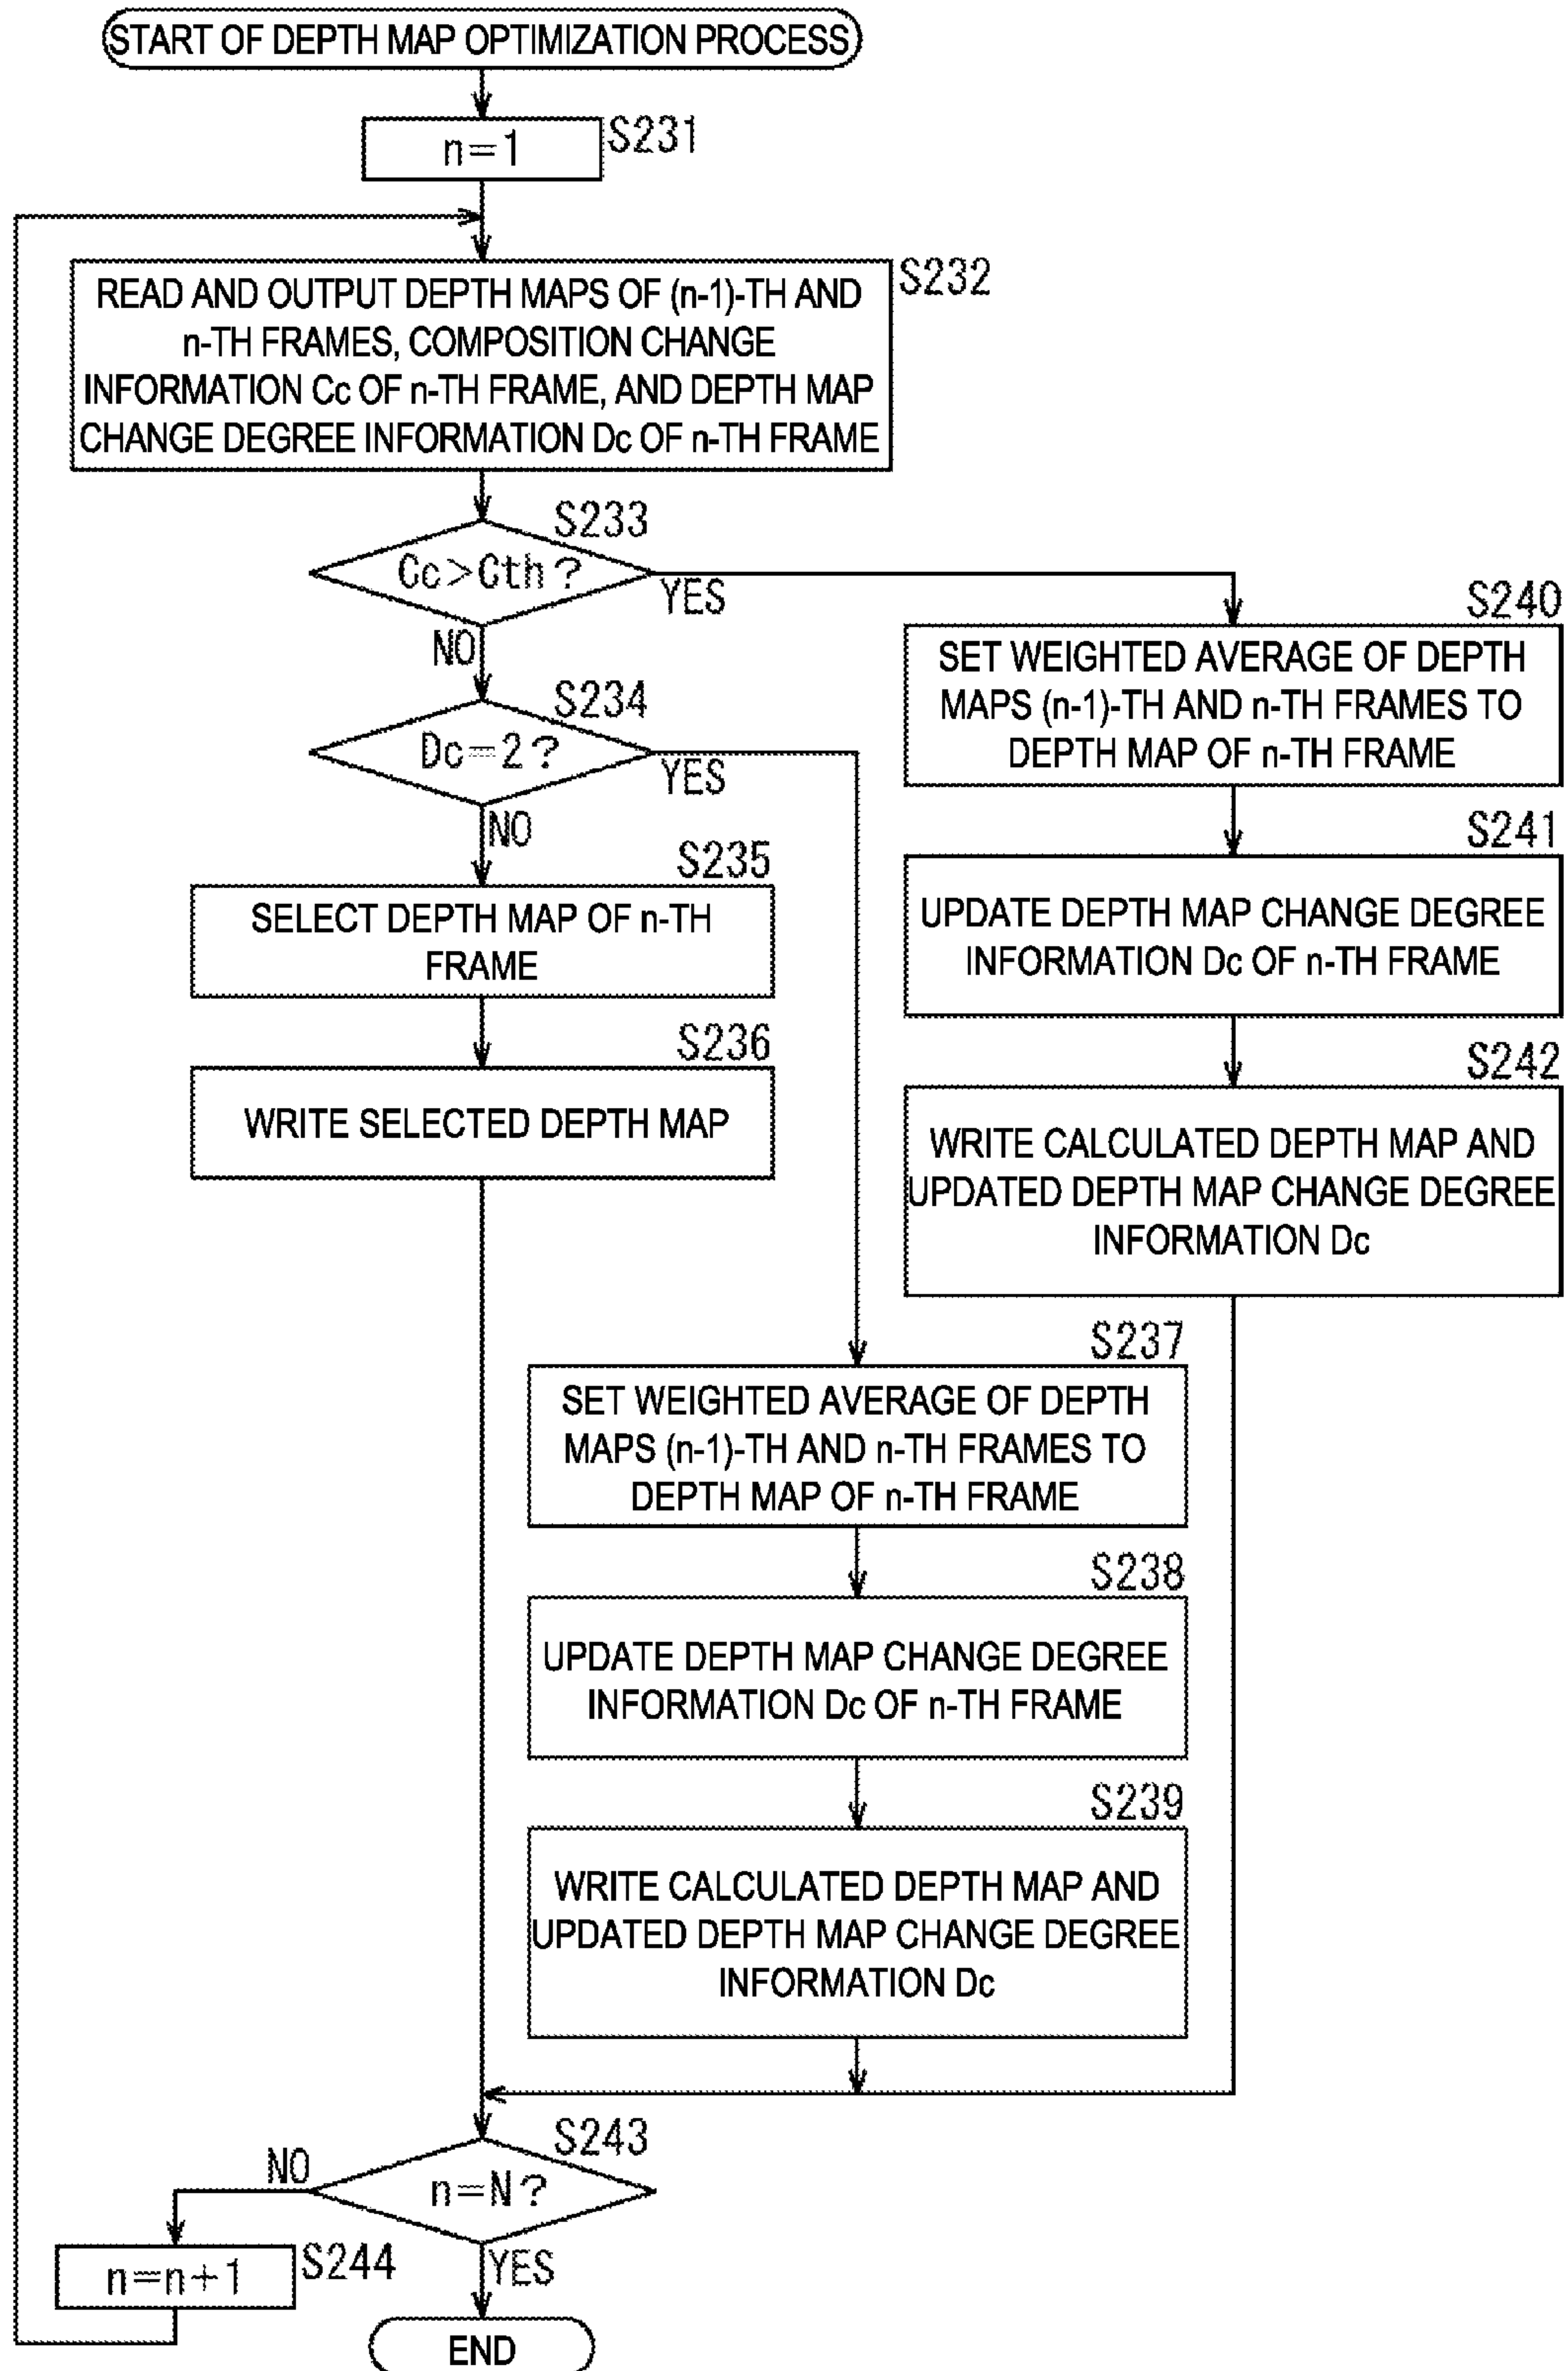 START OF DEPTH MAP OPTIMIZATION PROCESS
n=1
S231
READ AND OUTPUT DEPTH MAPS OF (n-1)-TH AND
n-TH FRAMES, COMPOSITION CHANGE
INFORMATION Cc OF n-TH FRAME, AND DEPTH MAP
CHANGE DEGREE INFORMATION Dc OF n-TH FRAME
S232
S233
Cc>Cth?
YES
NO
S234
Dc=2?
YES
NO
S235
SELECT DEPTH MAP OF n-TH
FRAME
S236
WRITE SELECTED DEPTH MAP
S240
SET WEIGHTED AVERAGE OF DEPTH
MAPS (n-1)-TH AND n-TH FRAMES TO
DEPTH MAP OF n-TH FRAME
S241
UPDATE DEPTH MAP CHANGE DEGREE
INFORMATION Dc OF n-TH FRAME
S242
WRITE CALCULATED DEPTH MAP AND
UPDATED DEPTH MAP CHANGE DEGREE
INFORMATION Dc
S237
SET WEIGHTED AVERAGE OF DEPTH
MAPS (n-1)-TH AND n-TH FRAMES TO
DEPTH MAP OF n-TH FRAME
S238
UPDATE DEPTH MAP CHANGE DEGREE
INFORMATION Dc OF n-TH FRAME
S239
WRITE CALCULATED DEPTH MAP AND
UPDATED DEPTH MAP CHANGE DEGREE
INFORMATION Dc
S243
NO
n=N?
YES
n=n+1
S244
END